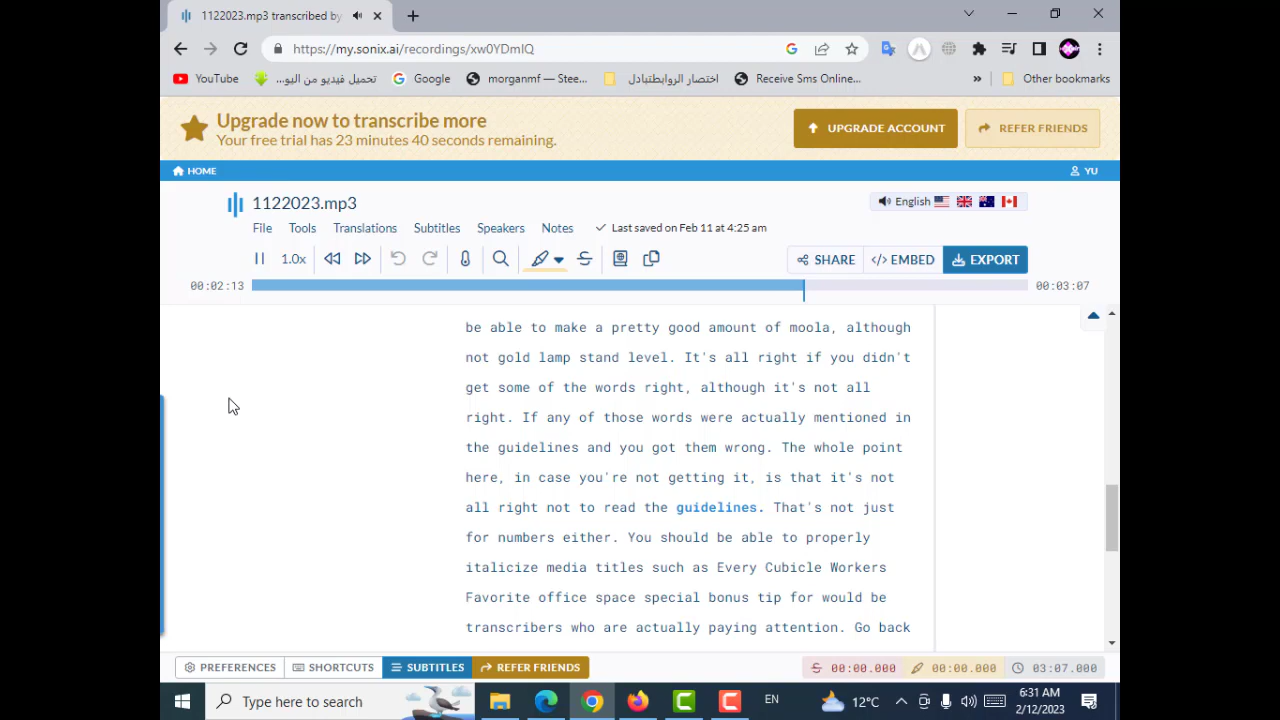 1122023.mp3 transcribed by
https://my.sonix.ai/recordings/xw0YDmIQ
YouTube
تحميل فيديو من اليو...
Google
morganmf — Stee...
اختصار الروابطتبادل
Receive Sms Online...
»
Other bookmarks
Upgrade now to transcribe more
Your free trial has 23 minutes 40 seconds remaining.
UPGRADE ACCOUNT
REFER FRIENDS
HOME
YU
1122023.mp3
English
File Tools Translations Subtitles Speakers Notes
Last saved on Feb 11 at 4:25 am
1.0x
SHARE
</> EMBED
EXPORT
00:02:13
00:03:07
be able to make a pretty good amount of moola, although
not gold lamp stand level. It's all right if you didn't
get some of the words right, although it's not all
right. If any of those words were actually mentioned in
the guidelines and you got them wrong. The whole point
here, in case you're not getting it, is that it's not
all right not to read the guidelines. That's not just
for numbers either. You should be able to properly
italicize media titles such as Every Cubicle Workers
Favorite office space special bonus tip for would be
transcribers who are actually paying attention. Go back
PREFERENCES
SHORTCUTS
SUBTITLES
REFER FRIENDS
00:00.000
00:00.000
03:07.000
Type here to search
EN
12°C
6:31 AM
2/12/2023